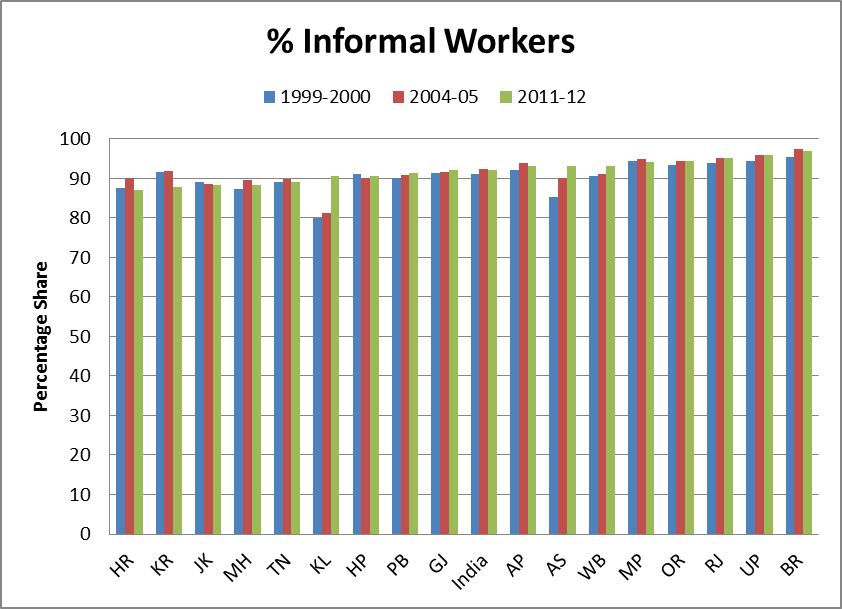 % Informal Workers
1999-2000 2004-05 2011-12
100
90
80
70
60
50
40
30
20
10
0
Percentage Share
HR KR JK MH TN KL HP PB GJ India AP AS WB MP OR RJ UP BR